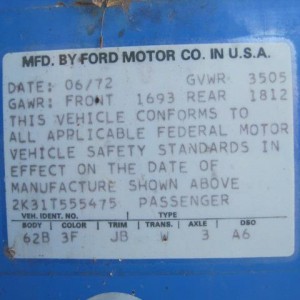 MFD. BY FORD MOTOR CO. IN U.S.A.
DATE: 06/72 GVWR 3505
GAWR: FRONT 1693 REAR 1812
THIS VEHICLE CONFORMS TO
ALL APPLICABLE FEDERAL MOTOR
VEHICLE SAFETY STANDARDS IN
EFFECT ON THE DATE OF
MANUFACTURE SHOWN ABOVE
2K31T555475 PASSENGER
VEH. IDENT. NO. TYPE
BODY COLOR TRIM TRANS. AXLE DSO
62B 3F JB W 3 A6